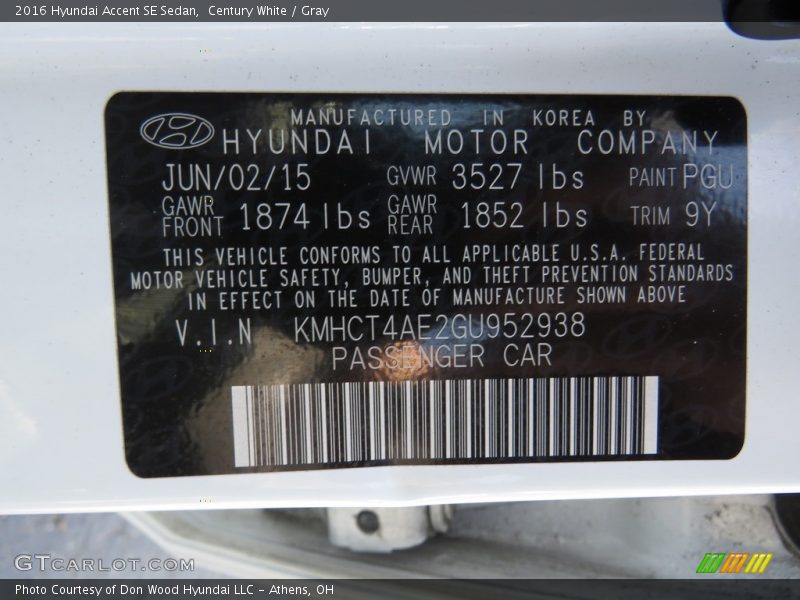 2016 Hyundai Accent SE Sedan,  Century White / Gray
MANUFACTURED IN KOREA BY
HYUNDAI MOTOR COMPANY
JUN/02/15 GVWR 3527 lbs PAINT PGU
GAWR FRONT 1874 lbs GAWR REAR 1852 lbs TRIM 9Y
THIS VEHICLE CONFORMS TO ALL APPLICABLE U.S.A. FEDERAL
MOTOR VEHICLE SAFETY, BUMPER, AND THEFT PREVENTION STANDARDS
IN EFFECT ON THE DATE OF MANUFACTURE SHOWN ABOVE
V.I.N KMHCT4AE2GU952938
PASSENGER CAR
GTCARLOT.COM
Photo Courtesy of Don Wood Hyundai LLC - Athens, OH